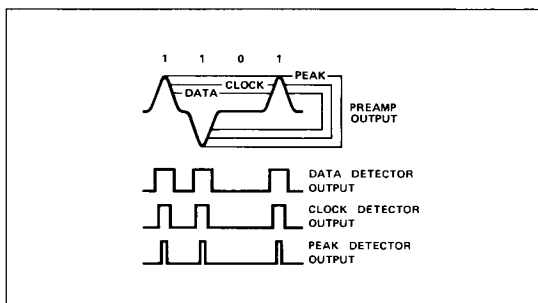 1 1 0 1
PEAK
CLOCK
DATA
PREAMP
OUTPUT
DATA DETECTOR
OUTPUT
CLOCK DETECTOR
OUTPUT
PEAK DETECTOR
OUTPUT